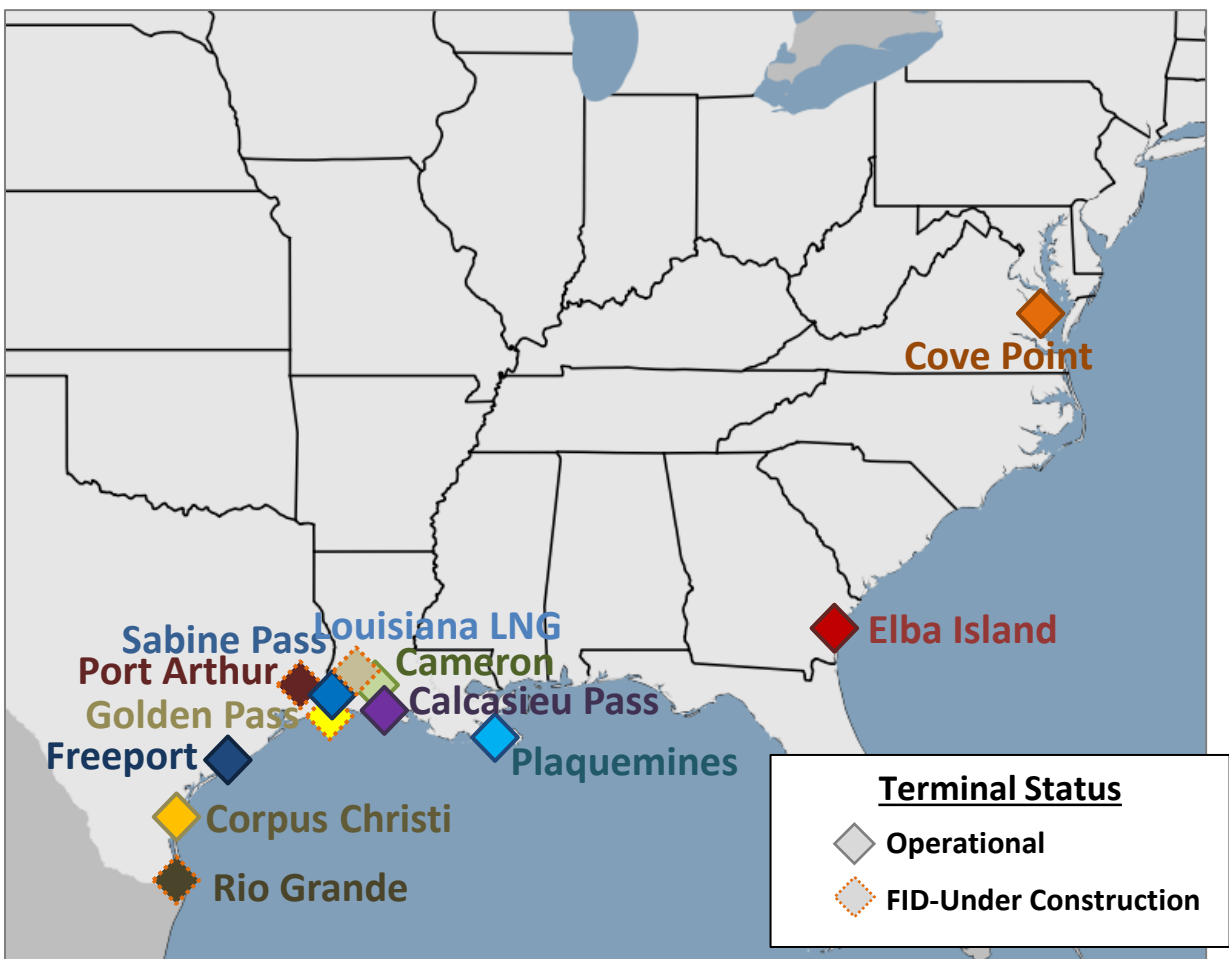 Cove Point
Louisiana LNG
Sabine Pass
Elba Island
Cameron
Port Arthur
Calcasieu Pass
Golden Pass
Freeport
Plaquemines
Corpus Christi
Rio Grande
Terminal Status
Operational
FID-Under Construction